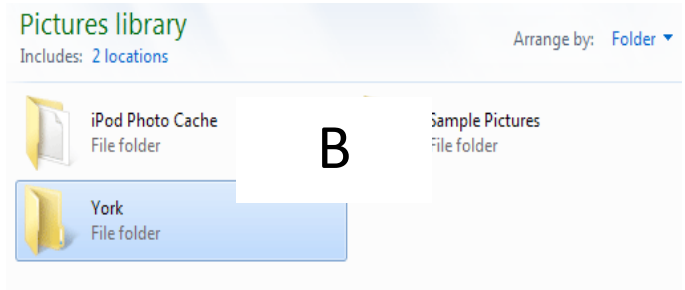 Pictures library
Includes: 2 locations
Arrange by: Folder
iPod Photo Cache
File folder
B
Sample Pictures
File folder
York
File folder